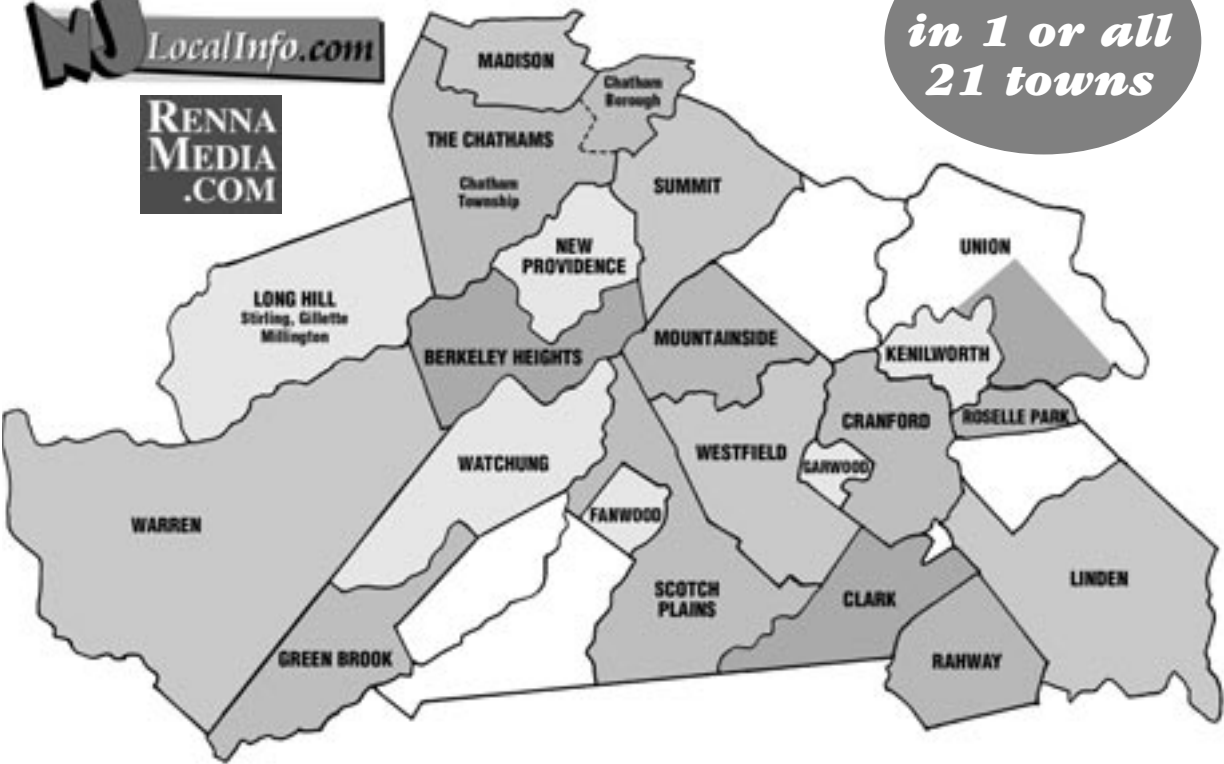 NJ LocalInfo.com
RENNA
MEDIA
.COM
in 1 or all
21 towns
MADISON
Chatham
Borough
THE CHATHAMS
Chatham
Township
SUMMIT
NEW
PROVIDENCE
UNION
LONG HILL
Stirling, Gillette
Millington
BERKELEY HEIGHTS
MOUNTAINSIDE
KENILWORTH
CRANFORD
ROSELLE PARK
WATCHUNG
WESTFIELD
GARWOOD
WARREN
FANWOOD
SCOTCH
PLAINS
CLARK
LINDEN
GREEN BROOK
RAHWAY